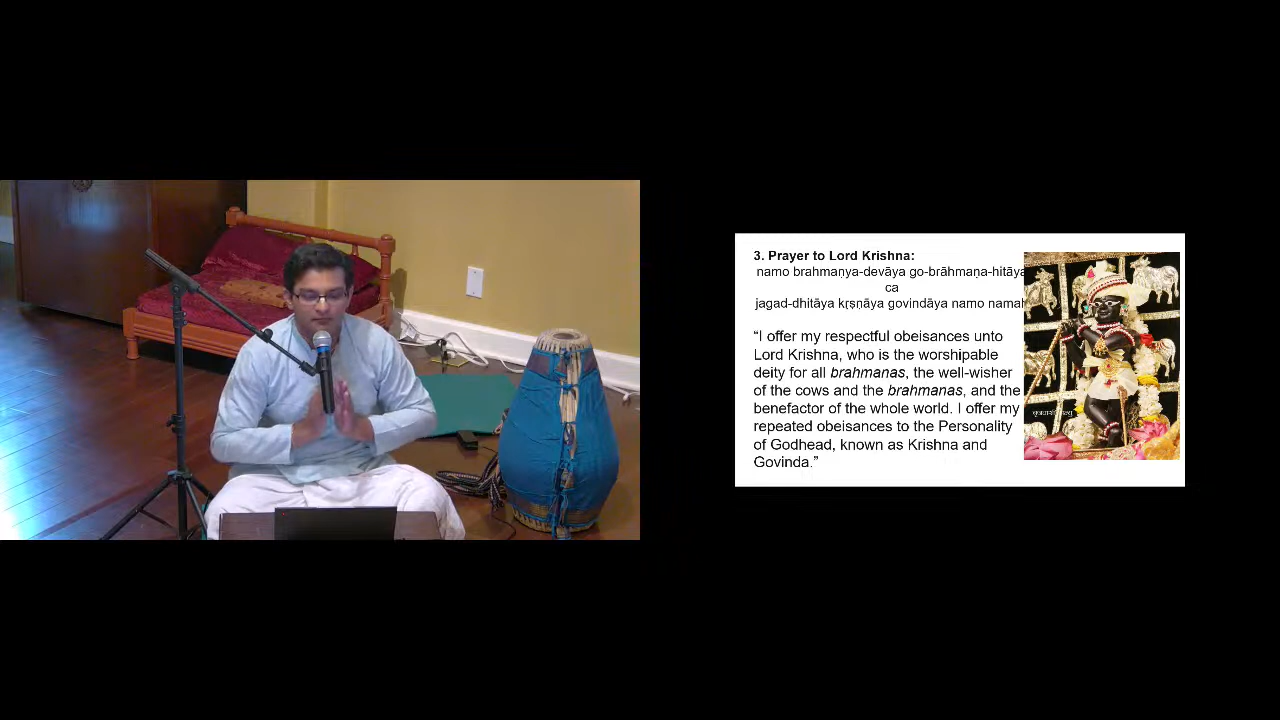 3. Prayer to Lord Krishna:
namo brahmaṇya-devāya go-brāhmaṇa-hitāya
ca
jagad-dhitāya kṛṣṇāya govindāya namo namaḥ
“I offer my respectful obeisances unto
Lord Krishna, who is the worshipable
deity for all brahmanas, the well-wisher
of the cows and the brahmanas, and the
benefactor of the whole world. I offer my
repeated obeisances to the Personality
of Godhead, known as Krishna and
Govinda.”